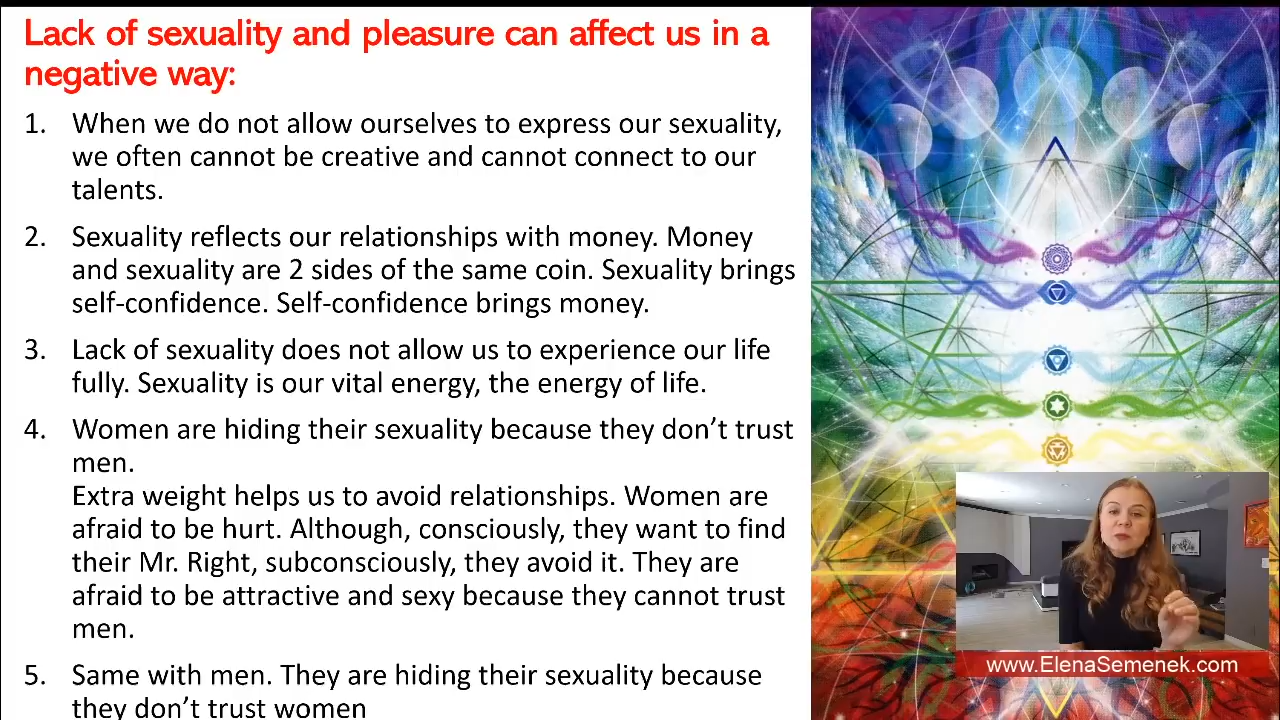 Lack of sexuality and pleasure can affect us in a
negative way:
1. When we do not allow ourselves to express our sexuality,
we often cannot be creative and cannot connect to our
talents.
2. Sexuality reflects our relationships with money. Money
and sexuality are 2 sides of the same coin. Sexuality brings
self-confidence. Self-confidence brings money.
3. Lack of sexuality does not allow us to experience our life
fully. Sexuality is our vital energy, the energy of life.
4. Women are hiding their sexuality because they don’t trust
men.
Extra weight helps us to avoid relationships. Women are
afraid to be hurt. Although, consciously, they want to find
their Mr. Right, subconsciously, they avoid it. They are
afraid to be attractive and sexy because they cannot trust
men.
5. Same with men. They are hiding their sexuality because
they don’t trust women
www.ElenaSemenek.com